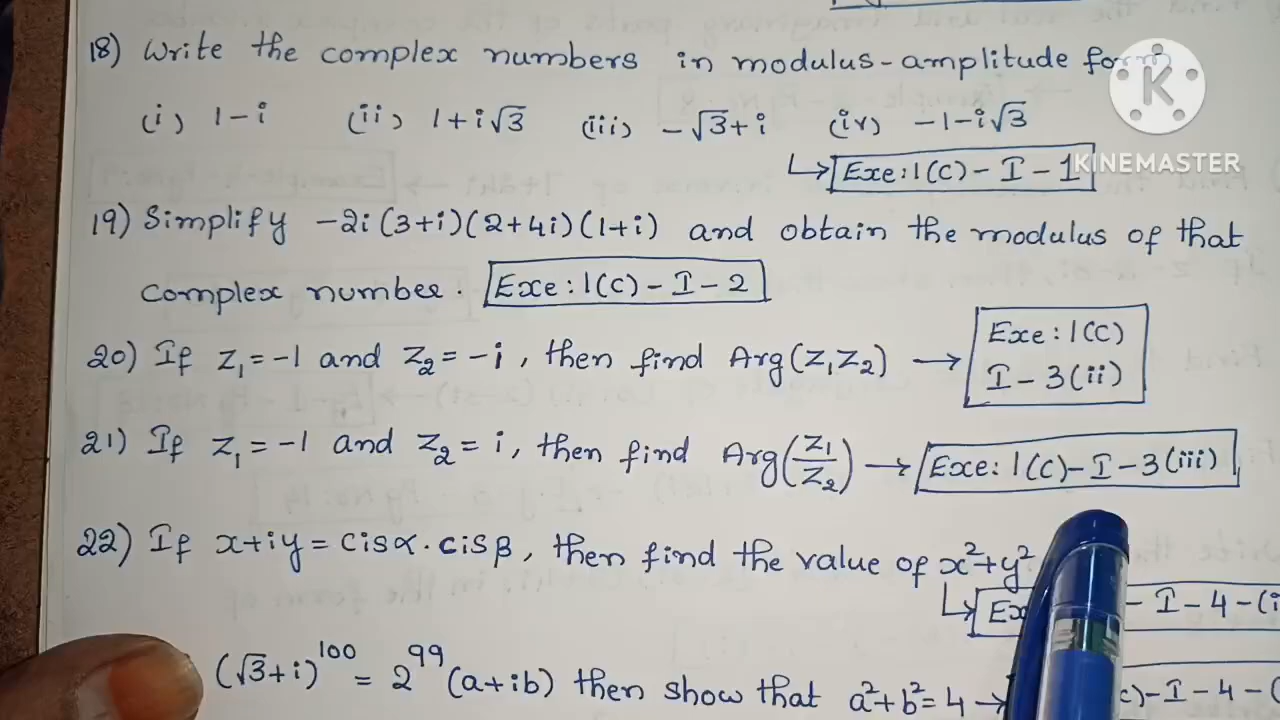 18) Write the complex numbers in modulus-amplitude form
(i) 1-i (ii) 1+i√3 (iii) -√3+i (iv) -1-i√3
K
KINEMASTER
↳ Exe: 1(C) - I - 1
19) Simplify -2i(3+i)(2+4i)(1+i) and obtain the modulus of that
complex number. Exe: 1(C) - I - 2
20) If Z₁=-1 and Z₂=-i, then find Arg(Z₁Z₂) → Exe: 1(C)
I-3(ii)
21) If Z₁=-1 and Z₂=i, then find Arg(Z₁/Z₂) → Exe: 1(C)-I-3(iii)
22) If x+iy = cisα.cisβ, then find the value of x²+y²
↳ - I - 4 -
(√3+i)¹⁰⁰ = 2⁹⁹(a+ib) then show that a²+b²=4 → c)-I-4-